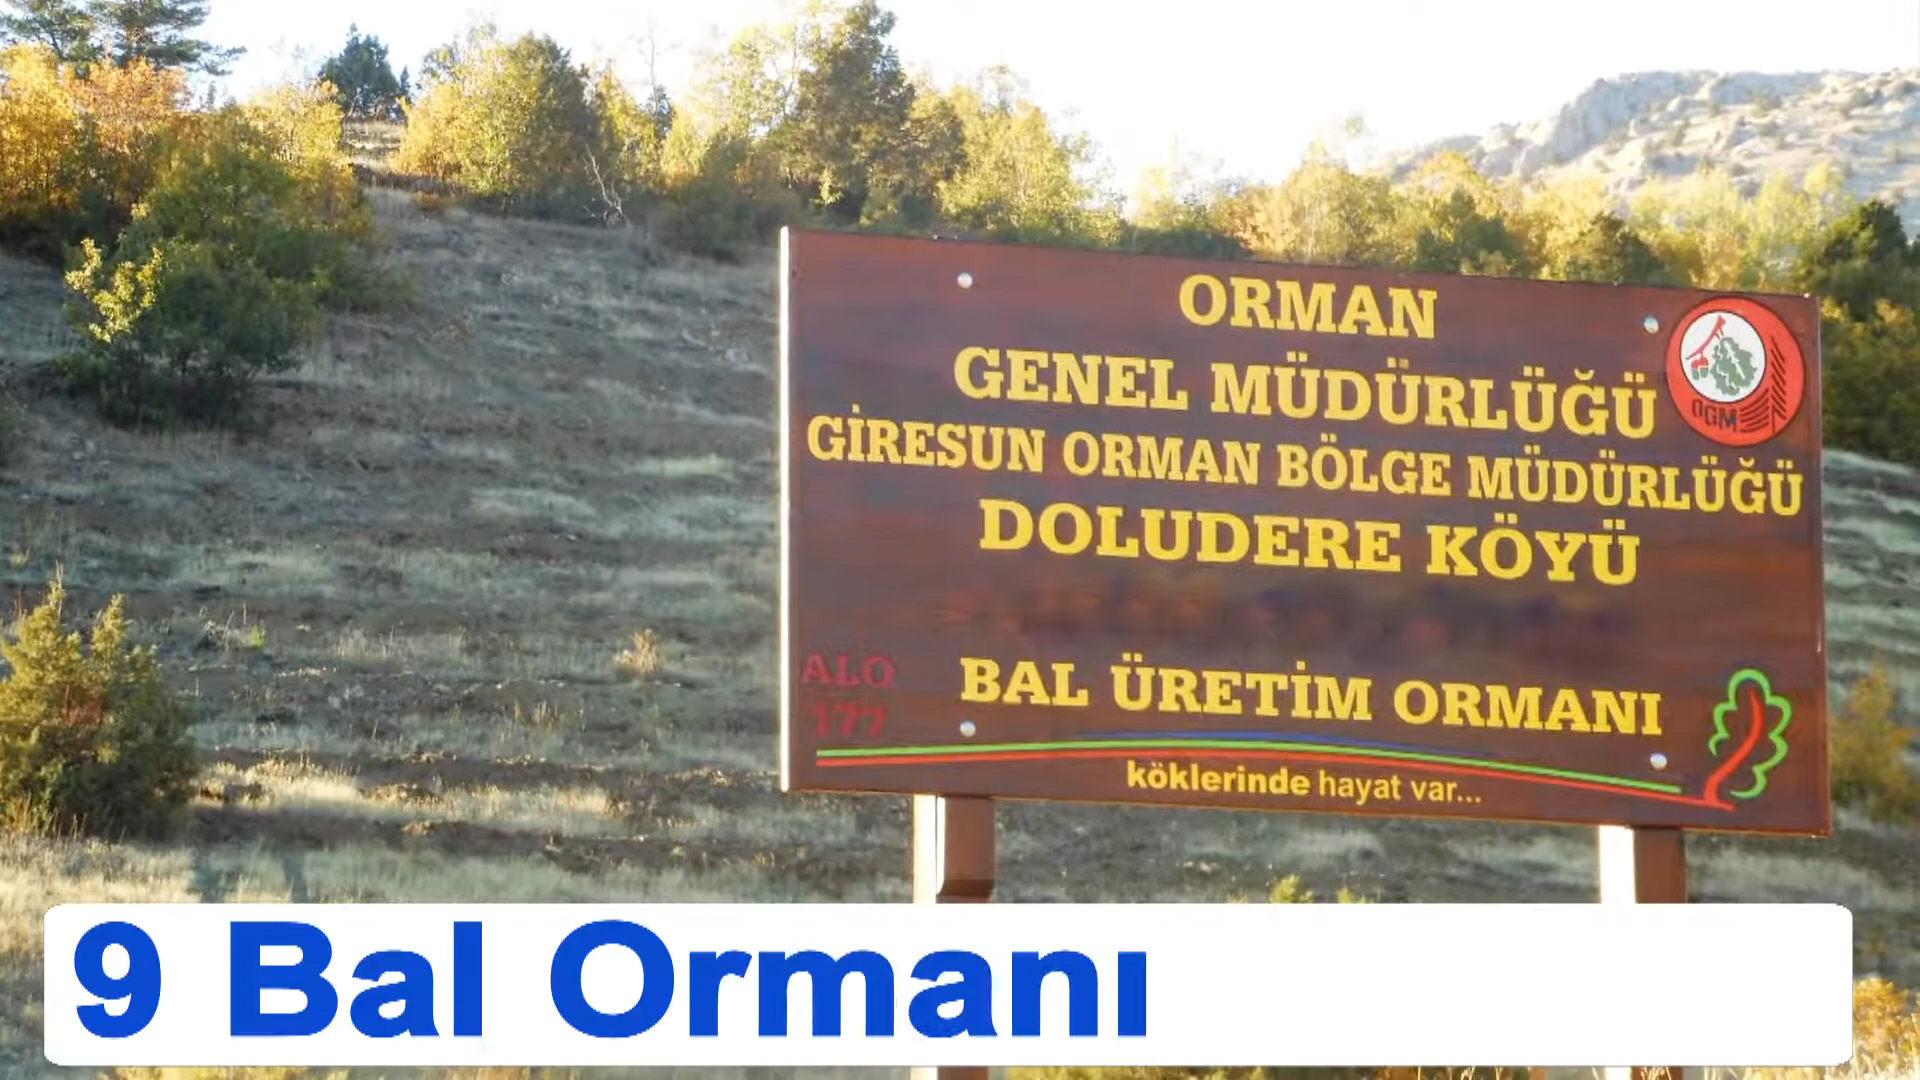 ORMAN
GENEL MÜDÜRLÜĞÜ
OGM
GİRESUN ORMAN BÖLGE MÜDÜRLÜĞÜ
DOLUDERE KÖYÜ
ALO
177
BAL ÜRETİM ORMANI
köklerinde hayat var...
9 Bal Ormanı